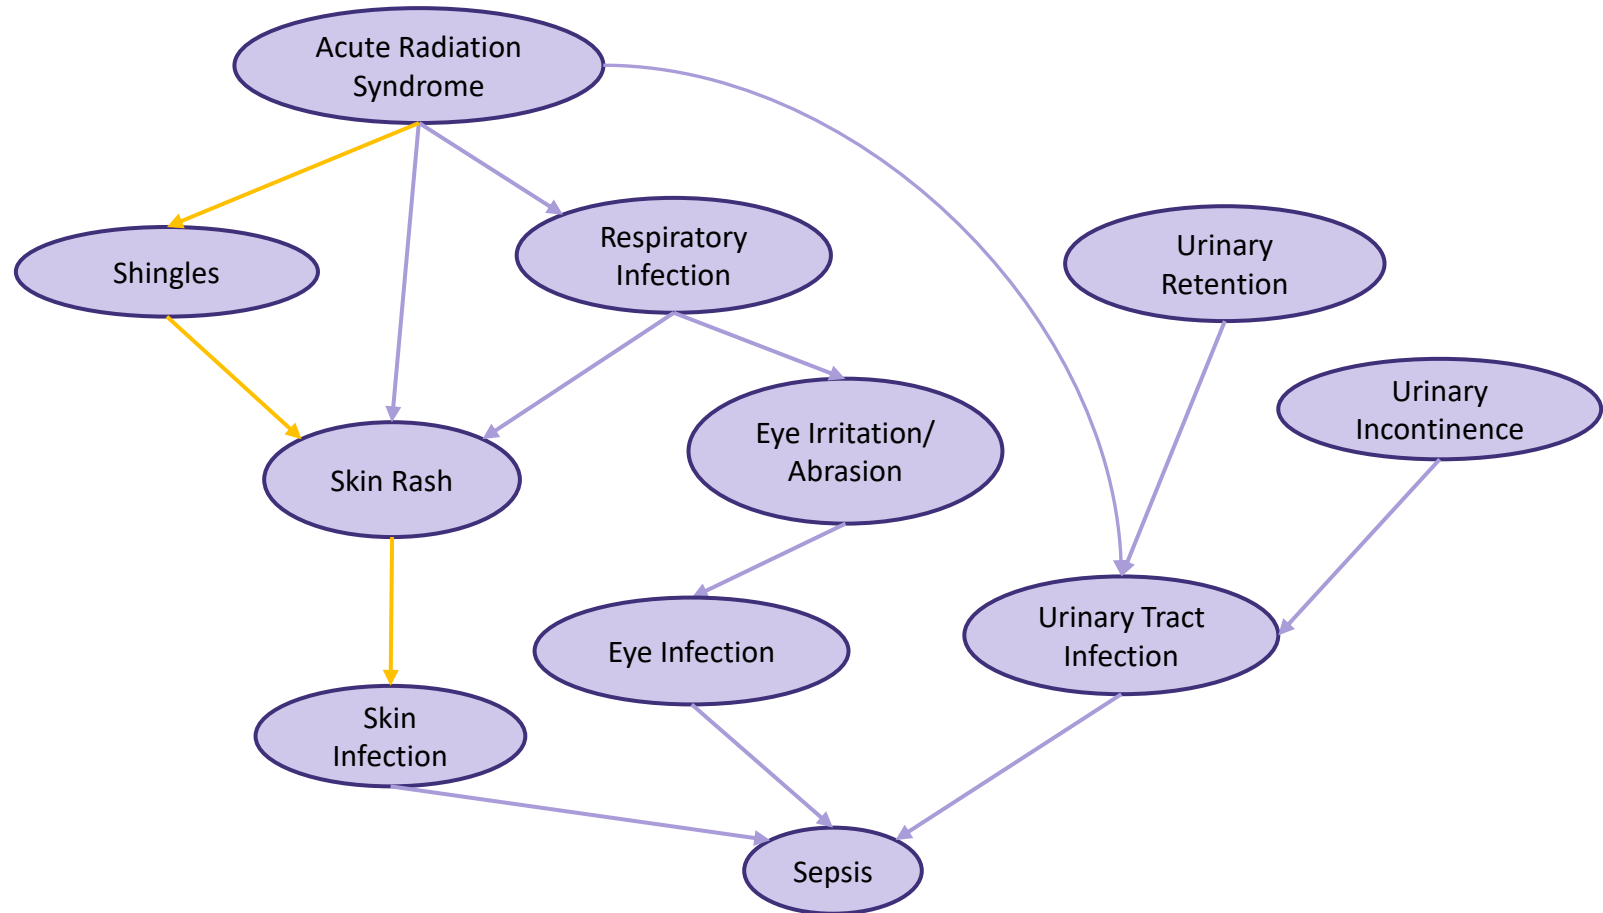 Acute Radiation
Syndrome
Shingles
Respiratory
Infection
Urinary
Retention
Urinary
Incontinence
Skin Rash
Eye Irritation/
Abrasion
Eye Infection
Urinary Tract
Infection
Skin
Infection
Sepsis